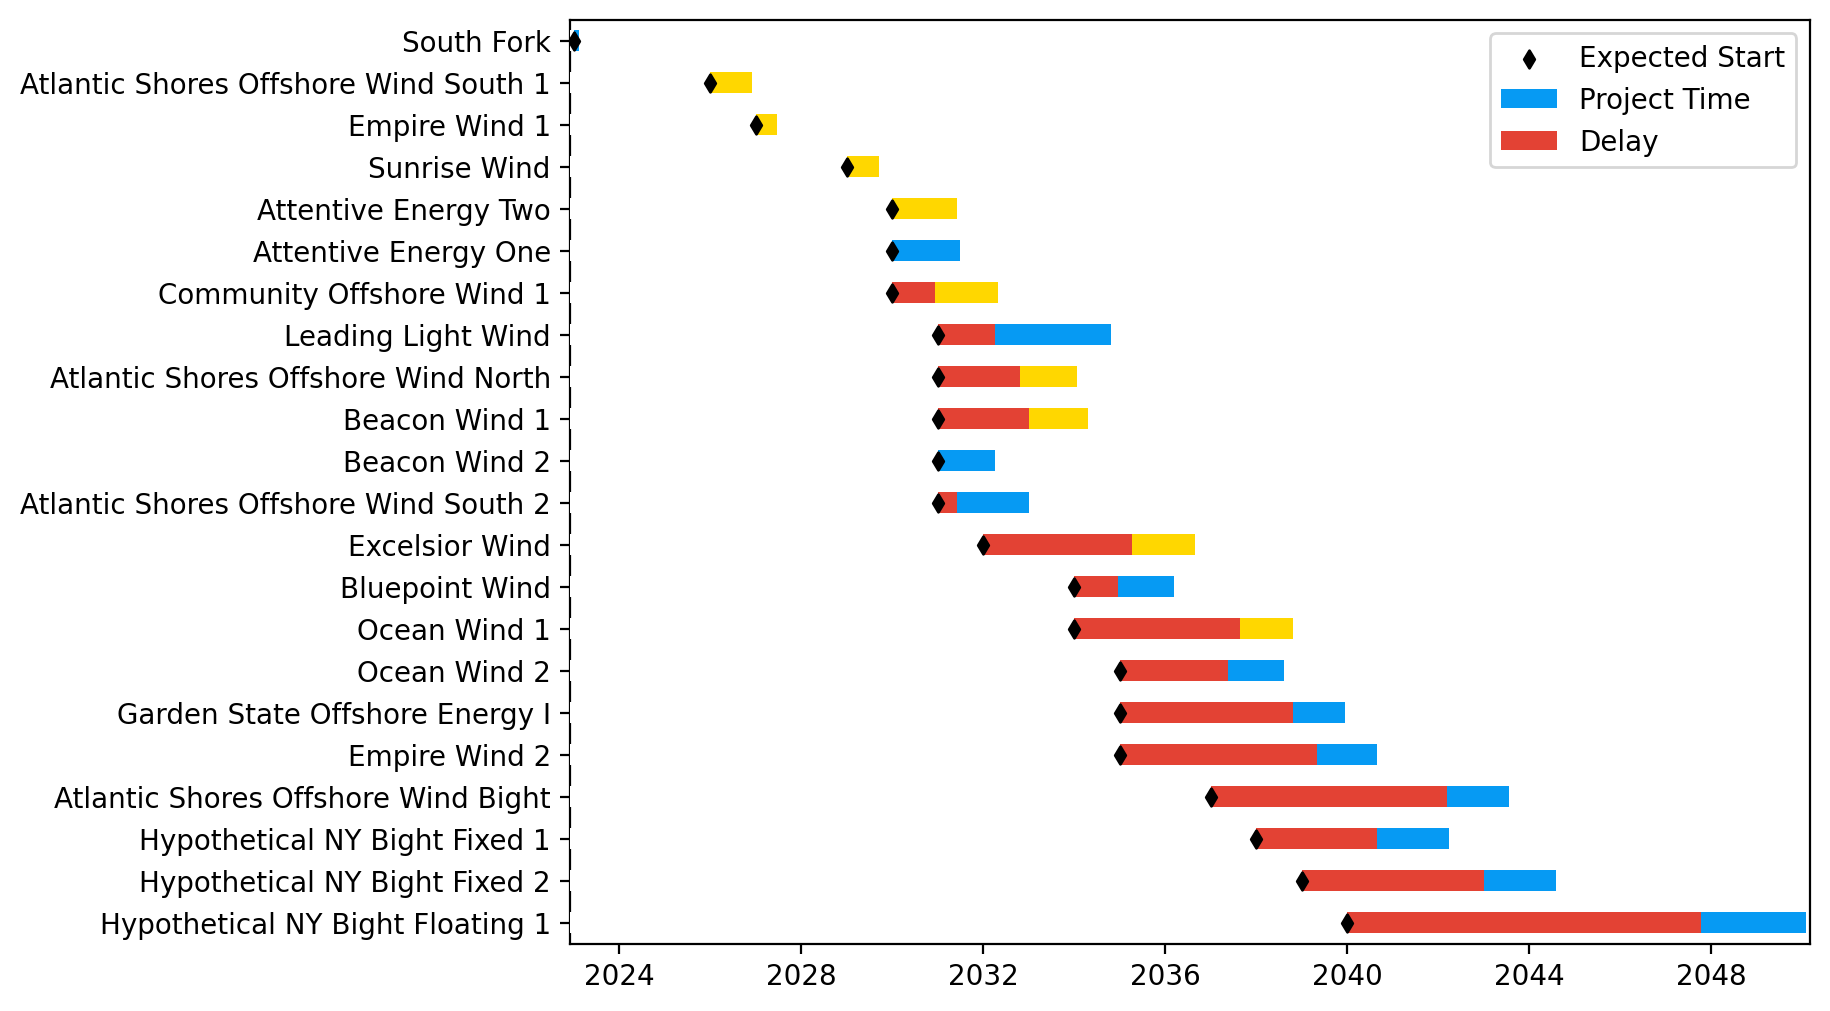 South Fork
Atlantic Shores Offshore Wind South 1
Empire Wind 1
Sunrise Wind
Attentive Energy Two
Attentive Energy One
Community Offshore Wind 1
Leading Light Wind
Atlantic Shores Offshore Wind North
Beacon Wind 1
Beacon Wind 2
Atlantic Shores Offshore Wind South 2
Excelsior Wind
Bluepoint Wind
Ocean Wind 1
Ocean Wind 2
Garden State Offshore Energy I
Empire Wind 2
Atlantic Shores Offshore Wind Bight
Hypothetical NY Bight Fixed 1
Hypothetical NY Bight Fixed 2
Hypothetical NY Bight Floating 1
Expected Start
Project Time
Delay
2024 2028 2032 2036 2040 2044 2048